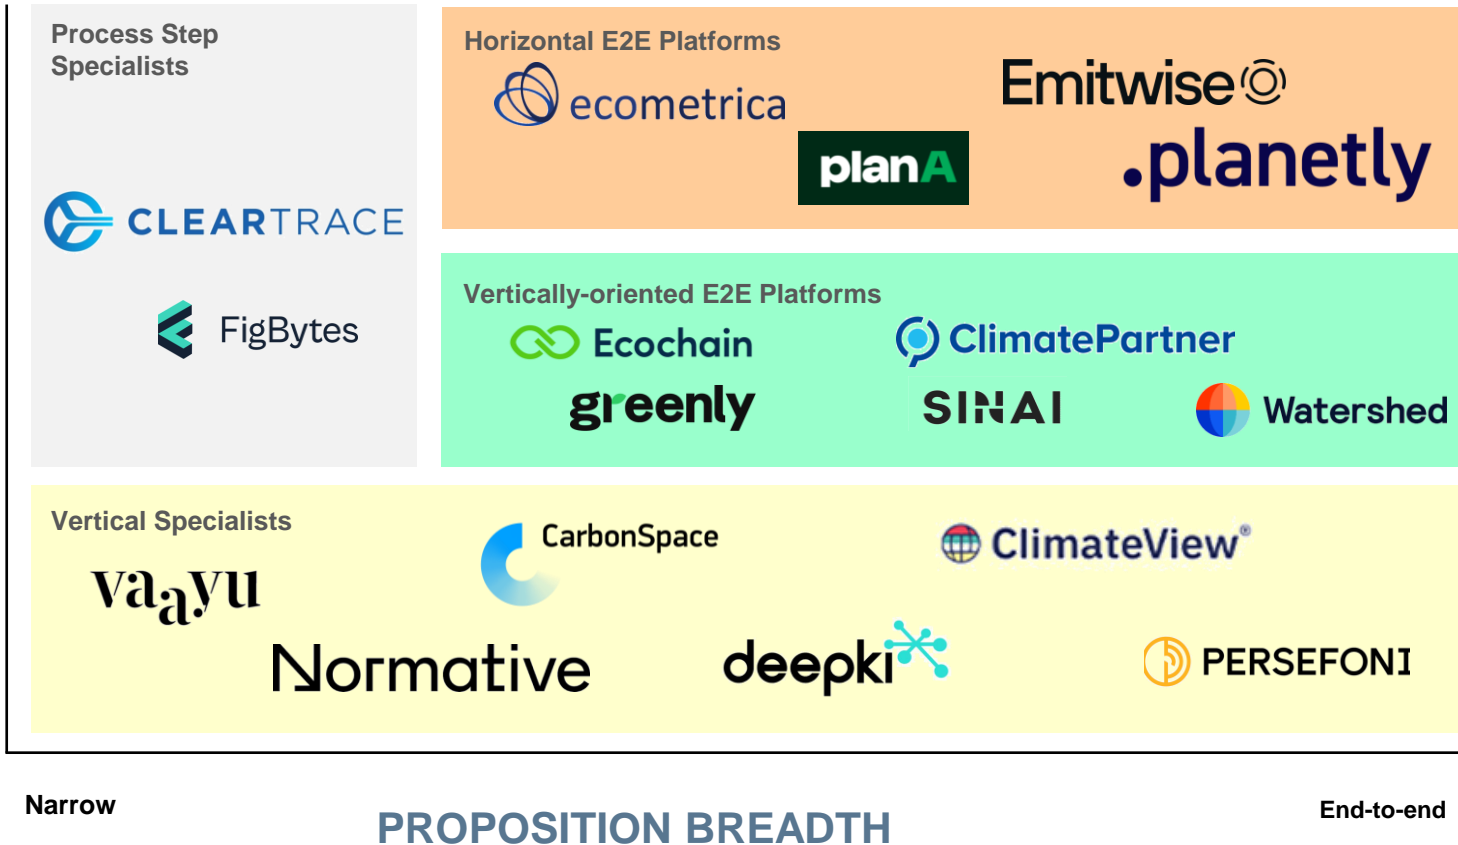 Process Step
Specialists
CLEARTRACE
FigBytes
Horizontal E2E Platforms
ecometrica
Emitwise
planA
.planetly
Vertically-oriented E2E Platforms
Ecochain
ClimatePartner
greenly
SINAI
Watershed
Vertical Specialists
CarbonSpace
ClimateView®
vaayu
Normative
deepki
PERSEFONI
Narrow
PROPOSITION BREADTH
End-to-end